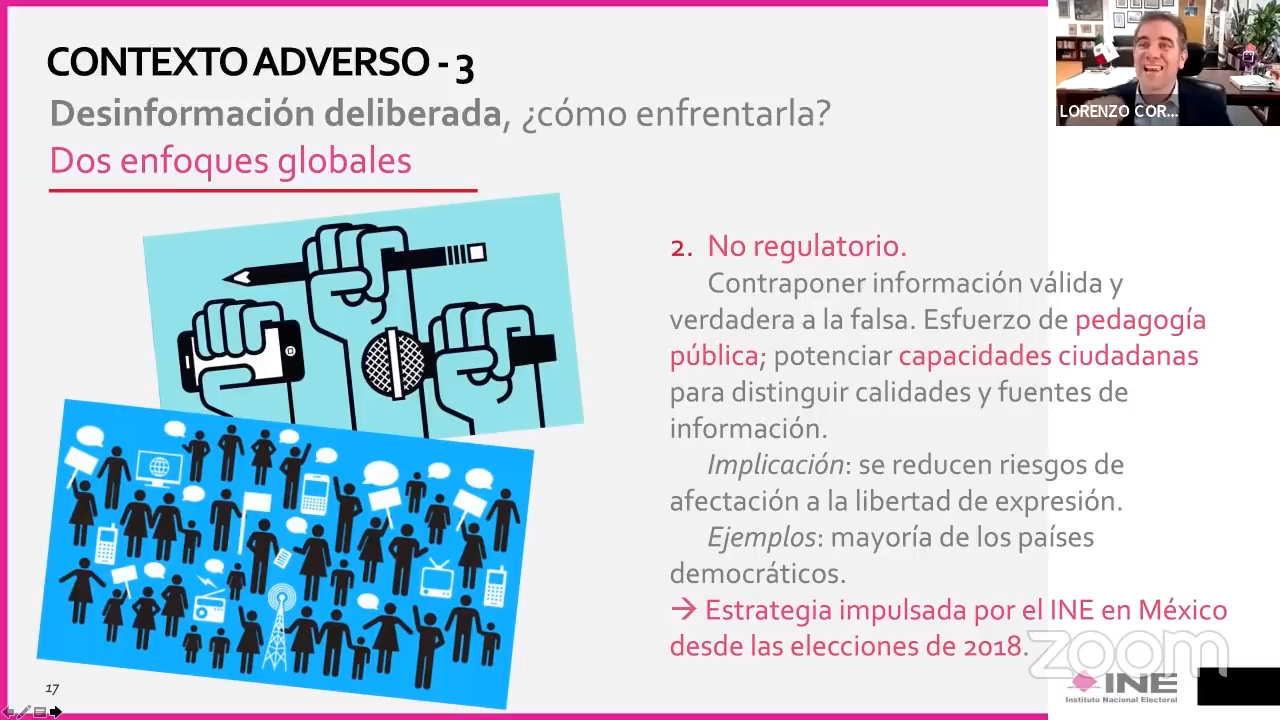 CONTEXTO ADVERSO - 3
Desinformación deliberada, ¿cómo enfrentarla?
Dos enfoques globales
LORENZO COR...
2. No regulatorio.
Contraponer información válida y
verdadera a la falsa. Esfuerzo de pedagogía
pública; potenciar capacidades ciudadanas
para distinguir calidades y fuentes de
información.
Implicación: se reducen riesgos de
afectación a la libertad de expresión.
Ejemplos: mayoría de los países
democráticos.
→ Estrategia impulsada por el INE en México
desde las elecciones de 2018.
zoom
INE
Instituto Nacional Electoral
17